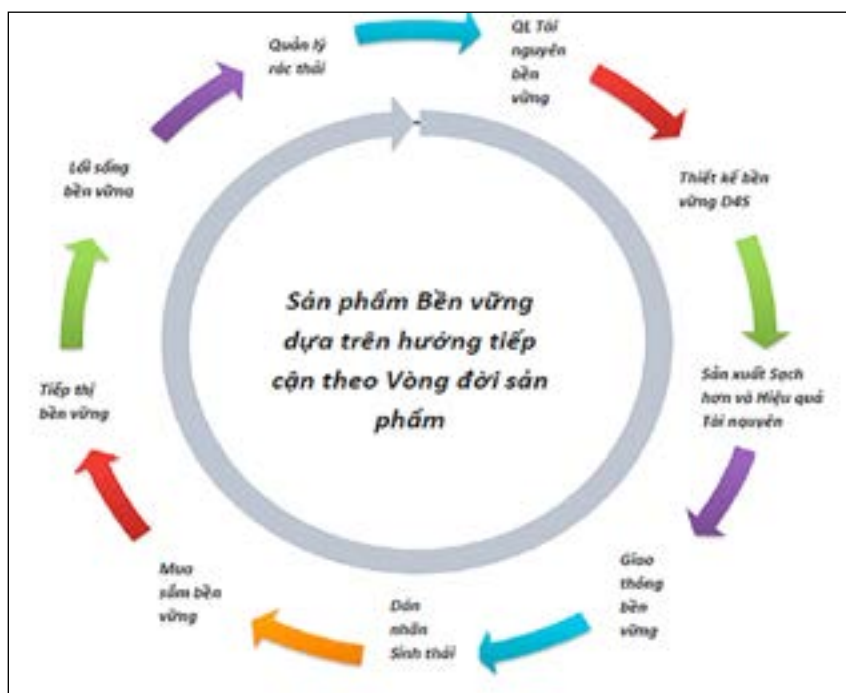 Quản lý
rác thải
QL Tài
nguyên
bền
vững
Thiết kế bền
vững D4S
Sản xuất Sạch
hơn và Hiệu quả
Tài nguyên
Giao
thông
bền
vững
Dán
nhãn
Sinh thái
Mua
sắm bền
vững
Tiếp thị
bền vững
Lối sống
bền vững
Sản phẩm Bền vững
dựa trên hướng tiếp
cận theo Vòng đời sản
phẩm